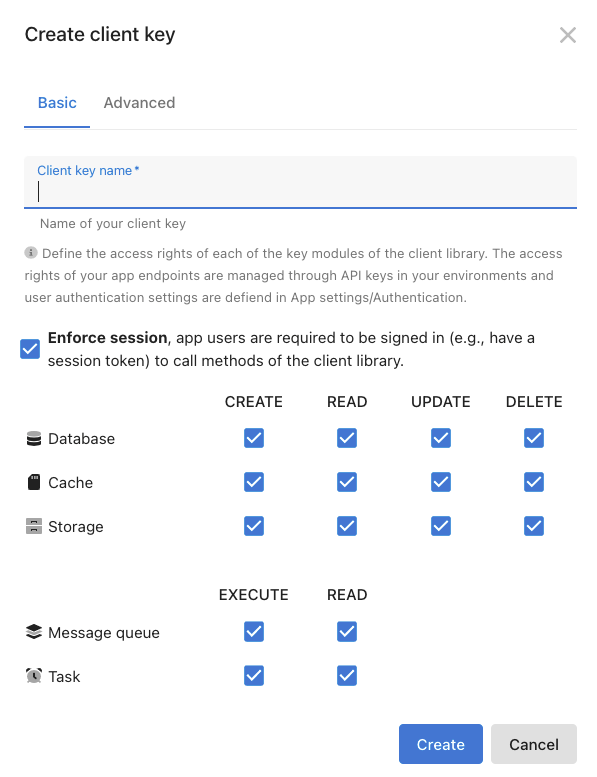 Create client key
Basic Advanced
Client key name *
Name of your client key
Define the access rights of each of the key modules of the client library. The access
rights of your app endpoints are managed through API keys in your environments and
user authentication settings are defiend in App settings/Authentication.
Enforce session, app users are required to be signed in (e.g., have a
session token) to call methods of the client library.
CREATE READ UPDATE DELETE
Database
Cache
Storage
EXECUTE READ
Message queue
Task
Create Cancel